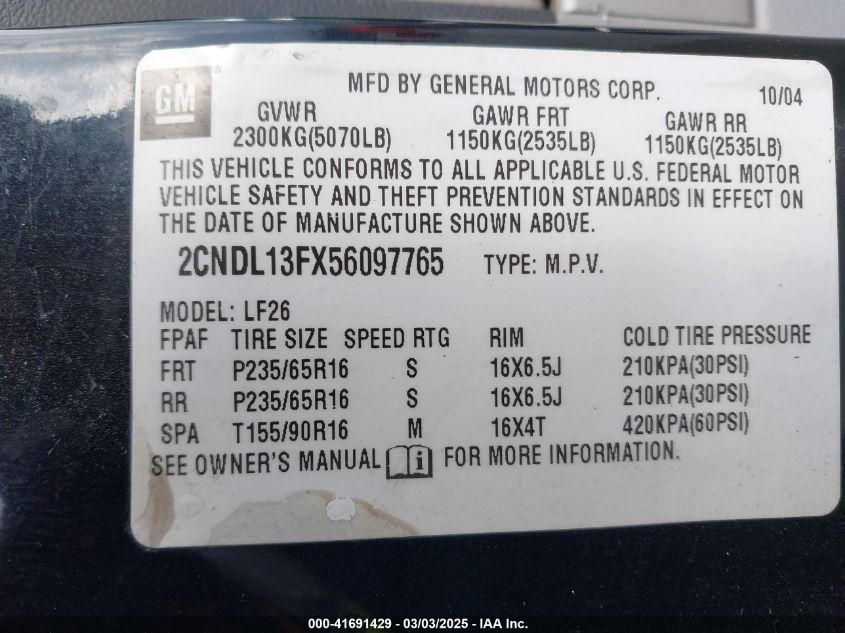 GM ® MFD BY GENERAL MOTORS CORP. 10/04
GVWR GAWR FRT GAWR RR
2300KG(5070LB) 1150KG(2535LB) 1150KG(2535LB)
THIS VEHICLE CONFORMS TO ALL APPLICABLE U.S. FEDERAL MOTOR
VEHICLE SAFETY AND THEFT PREVENTION STANDARDS IN EFFECT ON
THE DATE OF MANUFACTURE SHOWN ABOVE.
2CNDL13FX56097765 TYPE: M.P.V.
MODEL: LF26
FPAF TIRE SIZE SPEED RTG RIM COLD TIRE PRESSURE
FRT P235/65R16 S 16X6.5J 210KPA(30PSI)
RR P235/65R16 S 16X6.5J 210KPA(30PSI)
SPA T155/90R16 M 16X4T 420KPA(60PSI)
SEE OWNER'S MANUAL i FOR MORE INFORMATION.
000-41691429 — 03/03/2025 — IAA Inc.